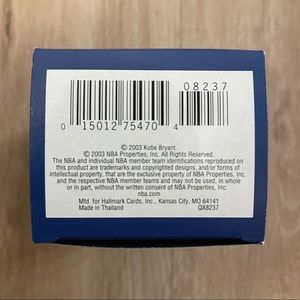 08237
0 15012 75470 4
© 2003 Kobe Bryant.
© 2003 NBA Properties, Inc. All Rights Reserved.
The NBA and individual NBA member team identifications reproduced on
this product are trademarks and copyrighted designs, and/or forms of
intellectual property, that are the exclusive property of NBA Properties, Inc.
and the respective NBA member teams and may not be used, in whole
or in part, without the written consent of NBA Properties, Inc.
nba.com
Mfd. for Hallmark Cards, Inc., Kansas City, MO 64141
Made in Thailand
QX8237